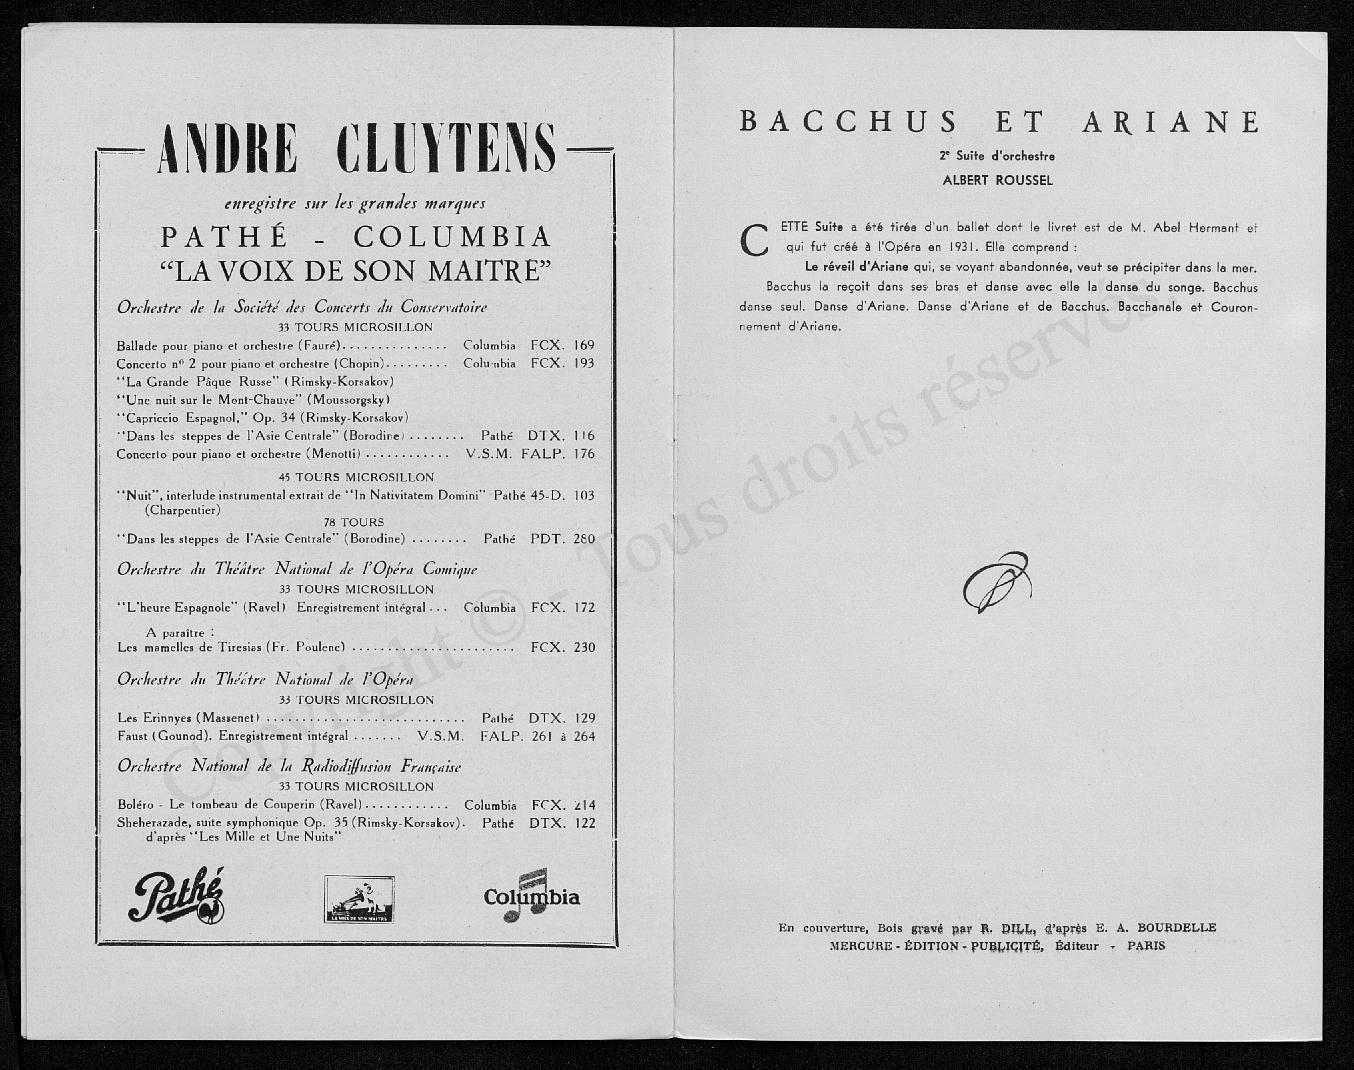 ANDRE CLUYTENS
enregistre sur les grandes marques
PATHÉ - COLUMBIA
“LA VOIX DE SON MAITRE”
Orchestre de la Société des Concerts du Conservatoire
33 TOURS MICROSILLON
Ballade pour piano et orchestre (Fauré)............... Columbia FCX. 169
Concerto nº 2 pour piano et orchestre (Chopin)......... Columbia FCX. 193
“La Grande Pâque Russe” (Rimsky-Korsakov)
“Une nuit sur le Mont-Chauve” (Moussorgsky)
“Capriccio Espagnol,” Op. 34 (Rimsky-Korsakov)
“Dans les steppes de l'Asie Centrale” (Borodine) ........ Pathé DTX. 116
Concerto pour piano et orchestre (Menotti) ............ V.S.M. FALP. 176
45 TOURS MICROSILLON
“Nuit”, interlude instrumental extrait de “In Nativitatem Domini” Pathé 45-D. 103
(Charpentier)
78 TOURS
“Dans les steppes de l'Asie Centrale” (Borodine) ........ Pathé PDT. 280
Orchestre du Théâtre National de l'Opéra Comique
33 TOURS MICROSILLON
“L'heure Espagnole” (Ravel) Enregistrement intégral... Columbia FCX. 172
A paraître :
Les mamelles de Tiresias (Fr. Poulenc) ....................... FCX. 230
Orchestre du Théâtre National de l'Opéra
33 TOURS MICROSILLON
Les Erinnyes (Massenet) ............................ Pathé DTX. 129
Faust (Gounod). Enregistrement intégral ....... V.S.M. FALP. 261 à 264
Orchestre National de la Radiodiffusion Française
33 TOURS MICROSILLON
Boléro - Le tombeau de Couperin (Ravel)............ Columbia FCX. 214
Sheherazade, suite symphonique Op. 35 (Rimsky-Korsakov). Pathé DTX. 122
d'après “Les Mille et Une Nuits”
Pathé
LA VOIX DE SON MAITRE
Columbia
BACCHUS ET ARIANE
2e Suite d'orchestre
ALBERT ROUSSEL
CETTE Suite a été tirée d'un ballet dont le livret est de M. Abel Hermant et
qui fut créé à l'Opéra en 1931. Elle comprend :
Le réveil d'Ariane qui, se voyant abandonnée, veut se précipiter dans la mer.
Bacchus la reçoit dans ses bras et danse avec elle la danse du songe. Bacchus
danse seul. Danse d'Ariane. Danse d'Ariane et de Bacchus. Bacchanale et Couron-
nement d'Ariane.
En couverture, Bois gravé par R. DILL, d'après E. A. BOURDELLE
MERCURE - ÉDITION - PUBLICITÉ, Éditeur - PARIS
Copyright © - Tous droits réservés.